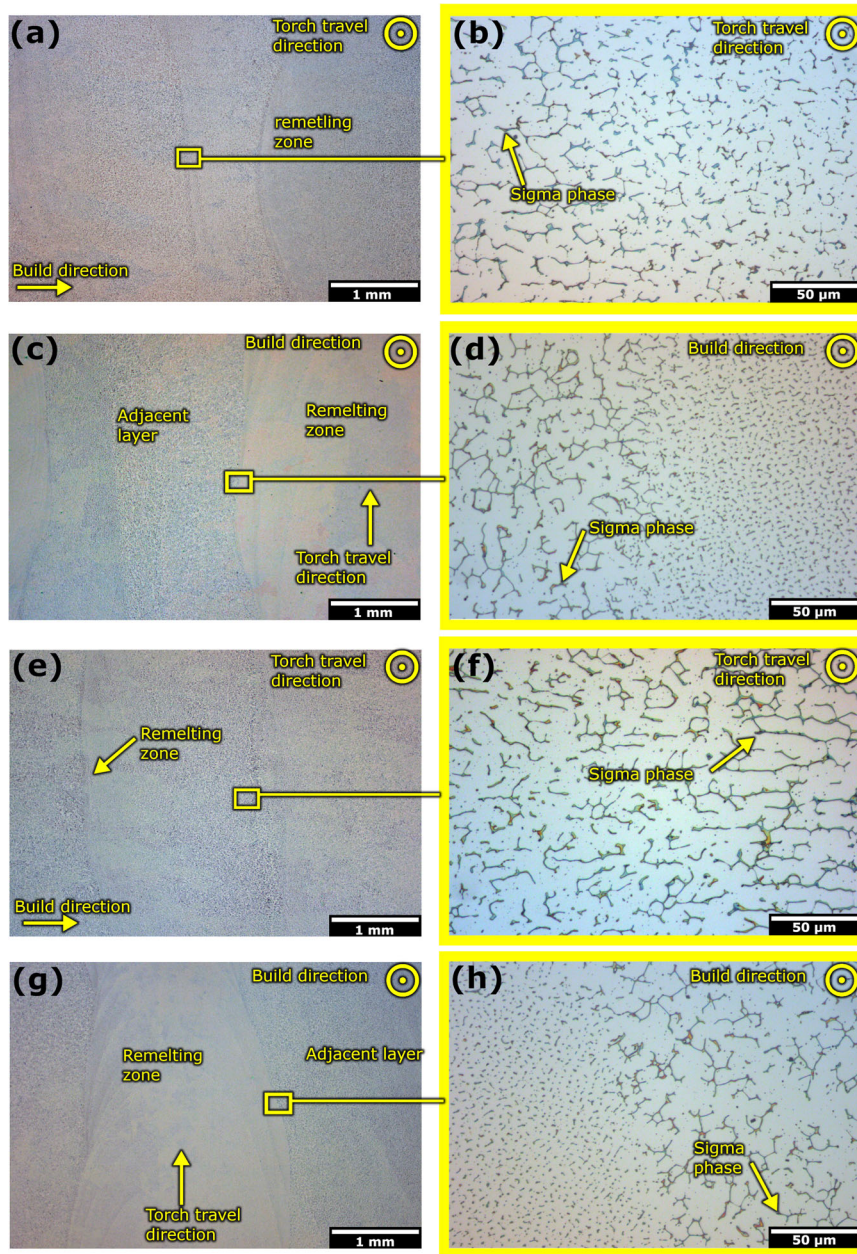 (a)
Torch travel
direction
remetling
zone
Build direction
1 mm
(b)
Torch travel
direction
Sigma phase
50 µm
(c)
Build direction
Adjacent
layer
Remelting
zone
Torch travel
direction
1 mm
(d)
Build direction
Sigma phase
50 µm
(e)
Torch travel
direction
Remelting
zone
Build direction
1 mm
(f)
Torch travel
direction
Sigma phase
50 µm
(g)
Build direction
Remelting
zone
Adjacent layer
Torch travel
direction
1 mm
(h)
Build direction
Sigma
phase
50 µm